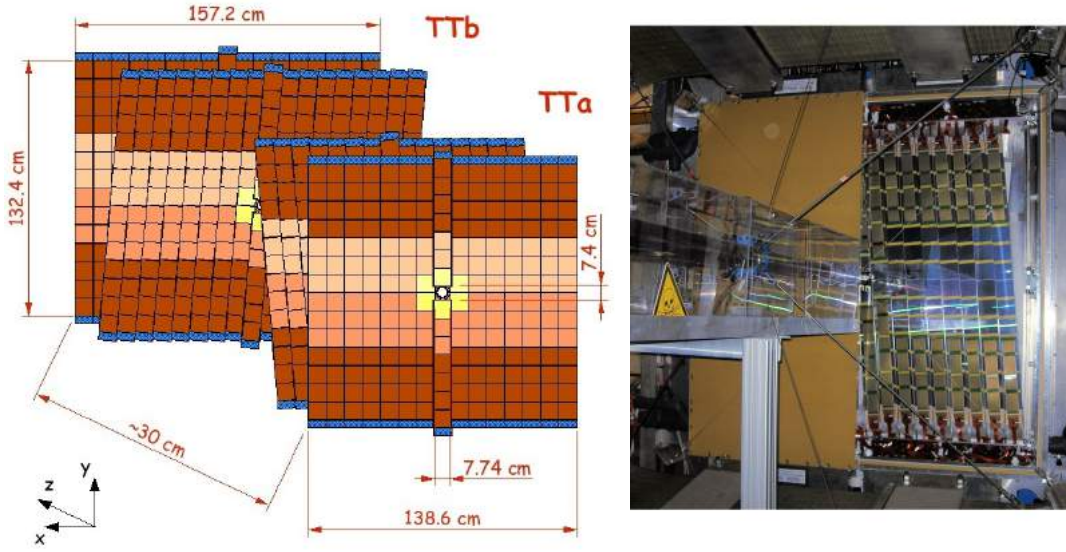 157.2 cm
TTb
TTa
132.4 cm
7.4 cm
~30 cm
7.74 cm
138.6 cm
y
z
x